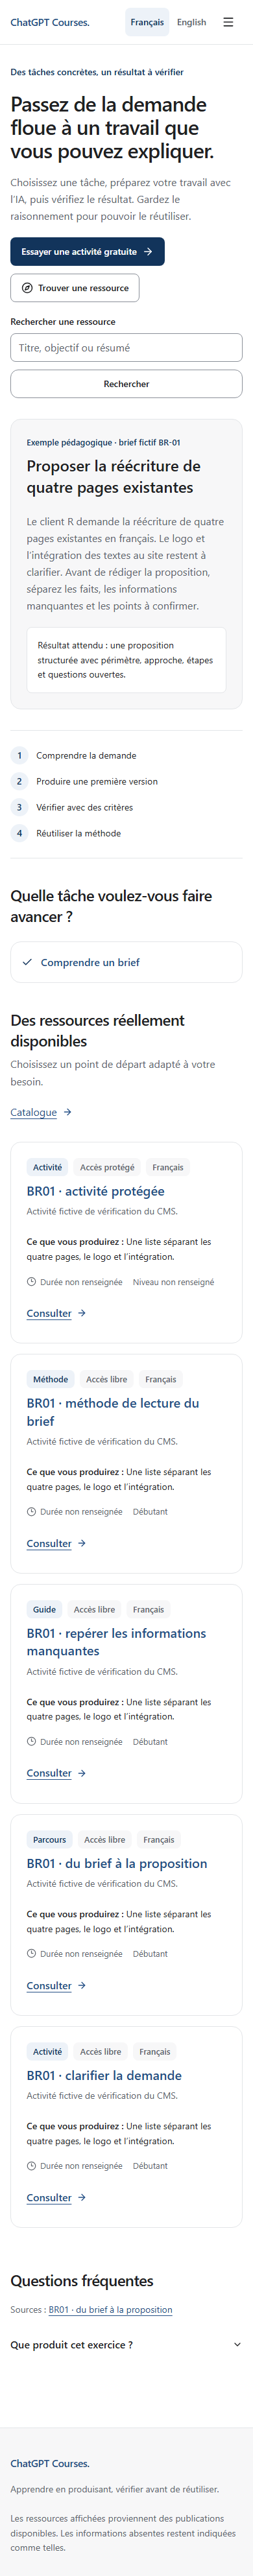 ChatGPT Courses.
Français English
Des tâches concrètes, un résultat à vérifier
Passez de la demande
floue à un travail que
vous pouvez expliquer.
Choisissez une tâche, préparez votre travail avec
l'IA, puis vérifiez le résultat. Gardez le
raisonnement pour pouvoir le réutiliser.
Essayer une activité gratuite
Trouver une ressource
Rechercher une ressource
Titre, objectif ou résumé
Rechercher
Exemple pédagogique · brief fictif BR-01
Proposer la réécriture de
quatre pages existantes
Le client R demande la réécriture de quatre
pages existantes en français. Le logo et
l'intégration des textes au site restent à
clarifier. Avant de rédiger la proposition,
séparez les faits, les informations
manquantes et les points à confirmer.
Résultat attendu : une proposition
structurée avec périmètre, approche, étapes
et questions ouvertes.
1 Comprendre la demande
2 Produire une première version
3 Vérifier avec des critères
4 Réutiliser la méthode
Quelle tâche voulez-vous faire
avancer ?
Comprendre un brief
Des ressources réellement
disponibles
Choisissez un point de départ adapté à votre
besoin.
Catalogue
Activité Accès protégé Français
BR01 · activité protégée
Activité fictive de vérification du CMS.
Ce que vous produirez : Une liste séparant les
quatre pages, le logo et l'intégration.
Durée non renseignée Niveau non renseigné
Consulter
Méthode Accès libre Français
BR01 · méthode de lecture du
brief
Activité fictive de vérification du CMS.
Ce que vous produirez : Une liste séparant les
quatre pages, le logo et l'intégration.
Durée non renseignée Débutant
Consulter
Guide Accès libre Français
BR01 · repérer les informations
manquantes
Activité fictive de vérification du CMS.
Ce que vous produirez : Une liste séparant les
quatre pages, le logo et l'intégration.
Durée non renseignée Débutant
Consulter
Parcours Accès libre Français
BR01 · du brief à la proposition
Activité fictive de vérification du CMS.
Ce que vous produirez : Une liste séparant les
quatre pages, le logo et l'intégration.
Durée non renseignée Débutant
Consulter
Activité Accès libre Français
BR01 · clarifier la demande
Activité fictive de vérification du CMS.
Ce que vous produirez : Une liste séparant les
quatre pages, le logo et l'intégration.
Durée non renseignée Débutant
Consulter
Questions fréquentes
Sources : BR01 · du brief à la proposition
Que produit cet exercice ?
ChatGPT Courses.
Apprendre en produisant, vérifier avant de réutiliser.
Les ressources affichées proviennent des publications
disponibles. Les informations absentes restent indiquées
comme telles.